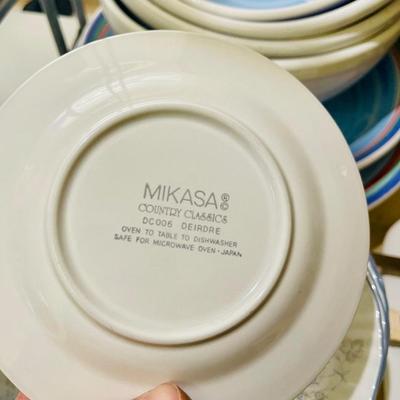 MIKASA®©
COUNTRY CLASSICS
DC006 DEIRDRE
OVEN TO TABLE TO DISHWASHER
SAFE FOR MICROWAVE OVEN • JAPAN